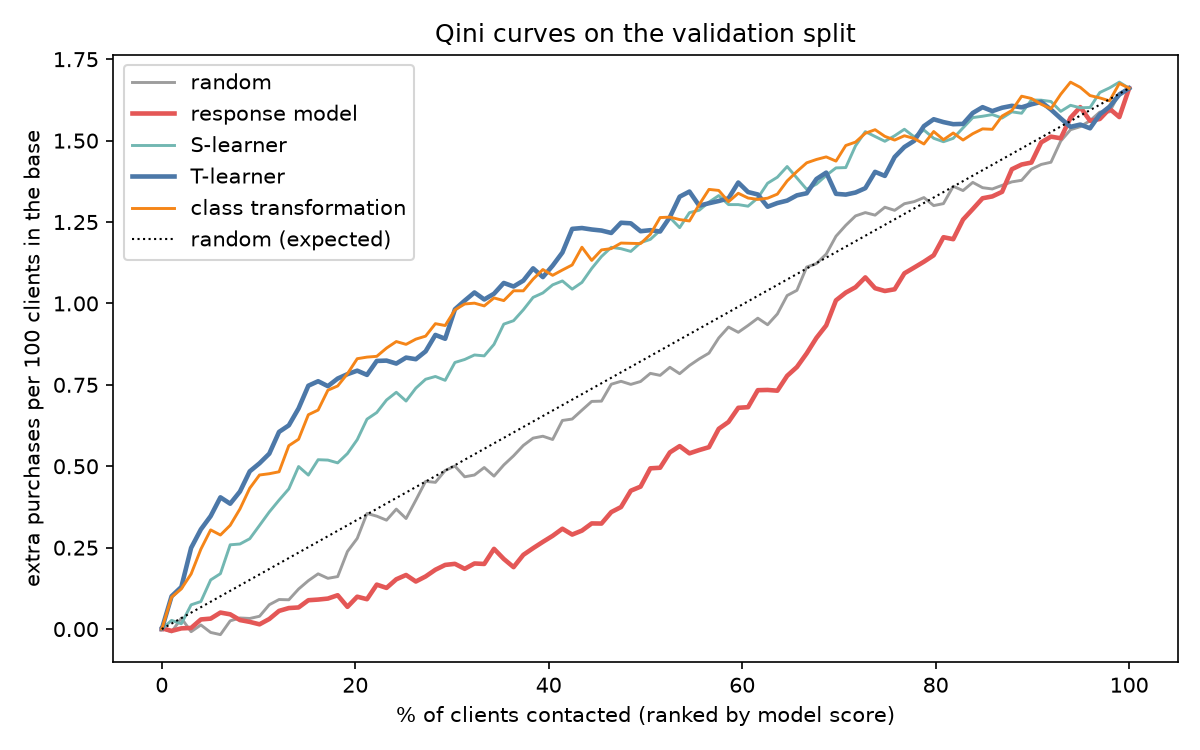 Qini curves on the validation split
extra purchases per 100 clients in the base
1.75
1.50
1.25
1.00
0.75
0.50
0.25
0.00
random
response model
S-learner
T-learner
class transformation
random (expected)
0 20 40 60 80 100
% of clients contacted (ranked by model score)